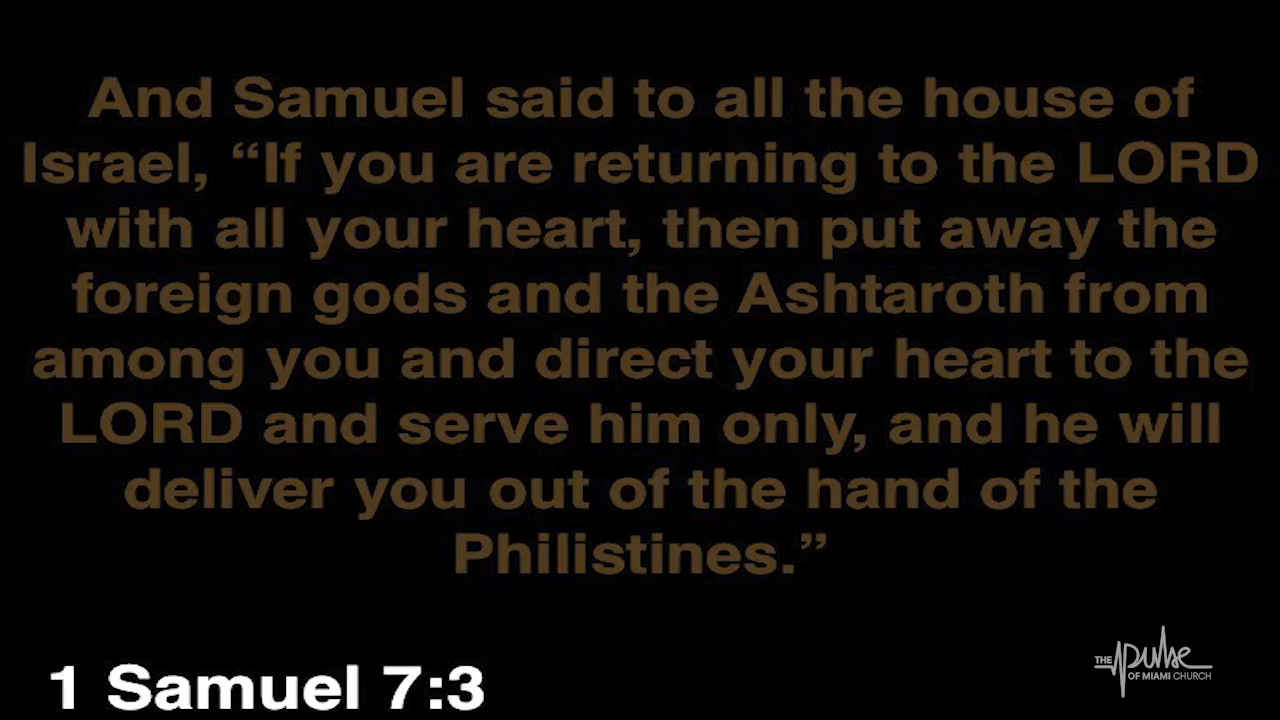 And Samuel said to all the house of
Israel, “If you are returning to the LORD
with all your heart, then put away the
foreign gods and the Ashtaroth from
among you and direct your heart to the
LORD and serve him only, and he will
deliver you out of the hand of the
Philistines.”
1 Samuel 7:3
THE pulse
OF MIAMI CHURCH